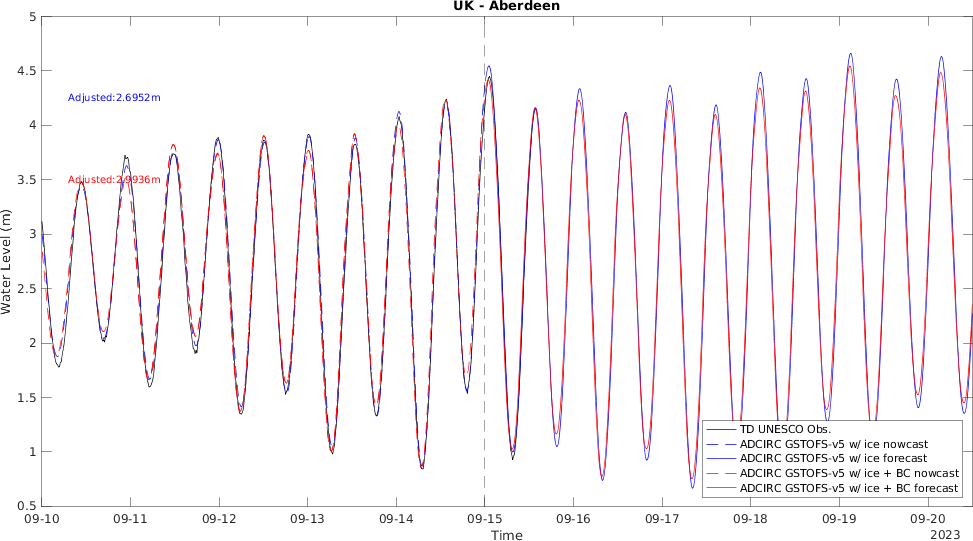 UK - Aberdeen
5
4.5
4
3.5
3
2.5
2
1.5
1
0.5
Water Level (m)
Adjusted:2.6952m
Adjusted:2.9936m
TD UNESCO Obs.
ADCIRC GSTOFS-v5 w/ ice nowcast
ADCIRC GSTOFS-v5 w/ ice forecast
ADCIRC GSTOFS-v5 w/ ice + BC nowcast
ADCIRC GSTOFS-v5 w/ ice + BC forecast
09-10 09-11 09-12 09-13 09-14 09-15 09-16 09-17 09-18 09-19 09-20
Time
2023